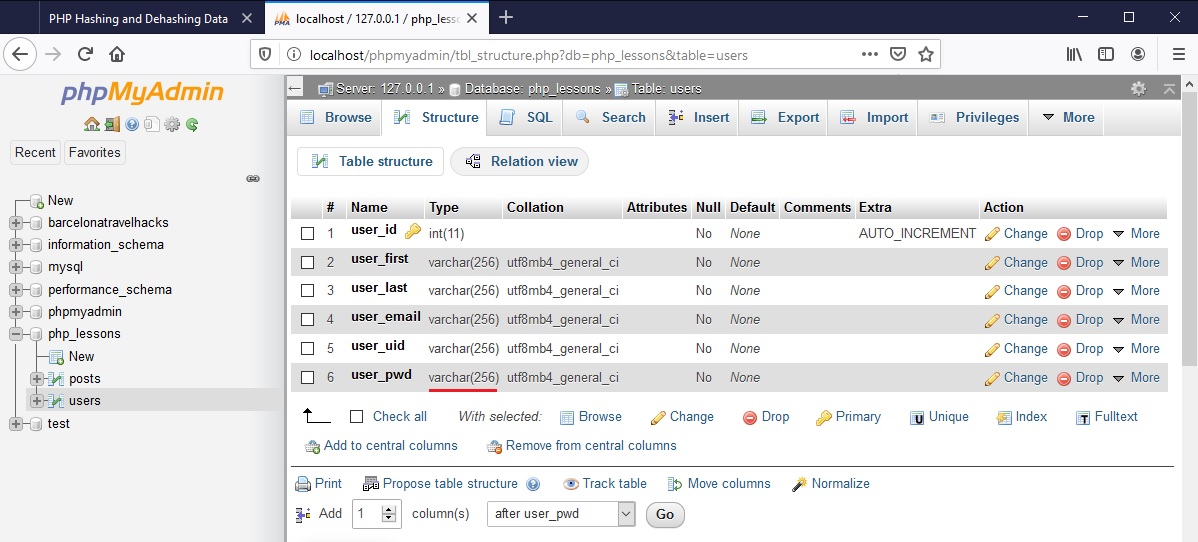 PHP Hashing and Dehashing Data
localhost / 127.0.0.1 / php_lesso
localhost/phpmyadmin/tbl_structure.php?db=php_lessons&table=users
phpMyAdmin
Recent Favorites
New
barcelonatravelhacks
information_schema
mysql
performance_schema
phpmyadmin
php_lessons
New
posts
users
test
Server: 127.0.0.1 » Database: php_lessons » Table: users
Browse Structure SQL Search Insert Export Import Privileges More
Table structure Relation view
# Name Type Collation Attributes Null Default Comments Extra Action
1 user_id int(11) No None AUTO_INCREMENT Change Drop More
2 user_first varchar(256) utf8mb4_general_ci No None Change Drop More
3 user_last varchar(256) utf8mb4_general_ci No None Change Drop More
4 user_email varchar(256) utf8mb4_general_ci No None Change Drop More
5 user_uid varchar(256) utf8mb4_general_ci No None Change Drop More
6 user_pwd varchar(256) utf8mb4_general_ci No None Change Drop More
Check all With selected: Browse Change Drop Primary Unique Index Fulltext
Add to central columns Remove from central columns
Print Propose table structure Track table Move columns Normalize
Add 1 column(s) after user_pwd Go